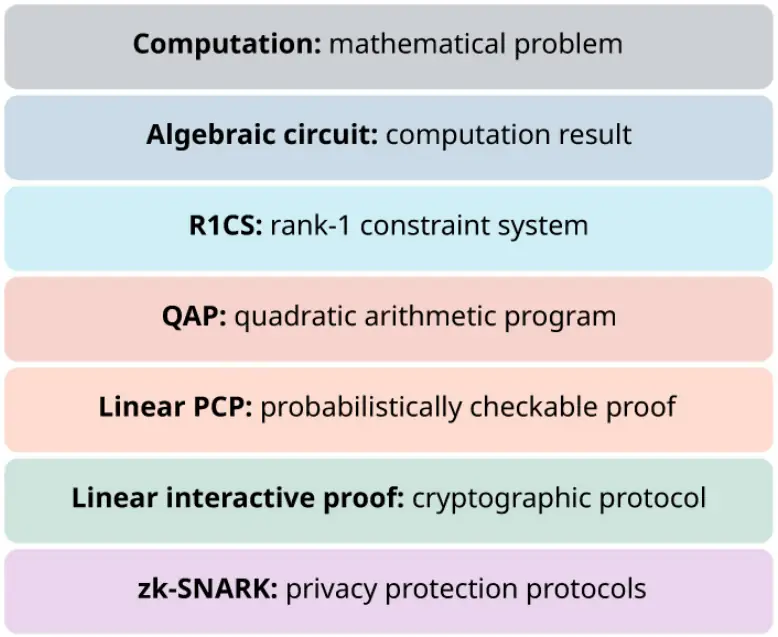 Computation: mathematical problem
Algebraic circuit: computation result
R1CS: rank-1 constraint system
QAP: quadratic arithmetic program
Linear PCP: probabilistically checkable proof
Linear interactive proof: cryptographic protocol
zk-SNARK: privacy protection protocols